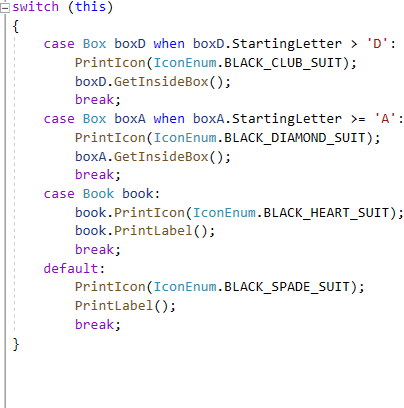 switch (this)
{
    case Box boxD when boxD.StartingLetter > 'D':
        PrintIcon(IconEnum.BLACK_CLUB_SUIT);
        boxD.GetInsideBox();
        break;
    case Box boxA when boxA.StartingLetter >= 'A':
        PrintIcon(IconEnum.BLACK_DIAMOND_SUIT);
        boxA.GetInsideBox();
        break;
    case Book book:
        book.PrintIcon(IconEnum.BLACK_HEART_SUIT);
        book.PrintLabel();
        break;
    default:
        PrintIcon(IconEnum.BLACK_SPADE_SUIT);
        PrintLabel();
        break;
}